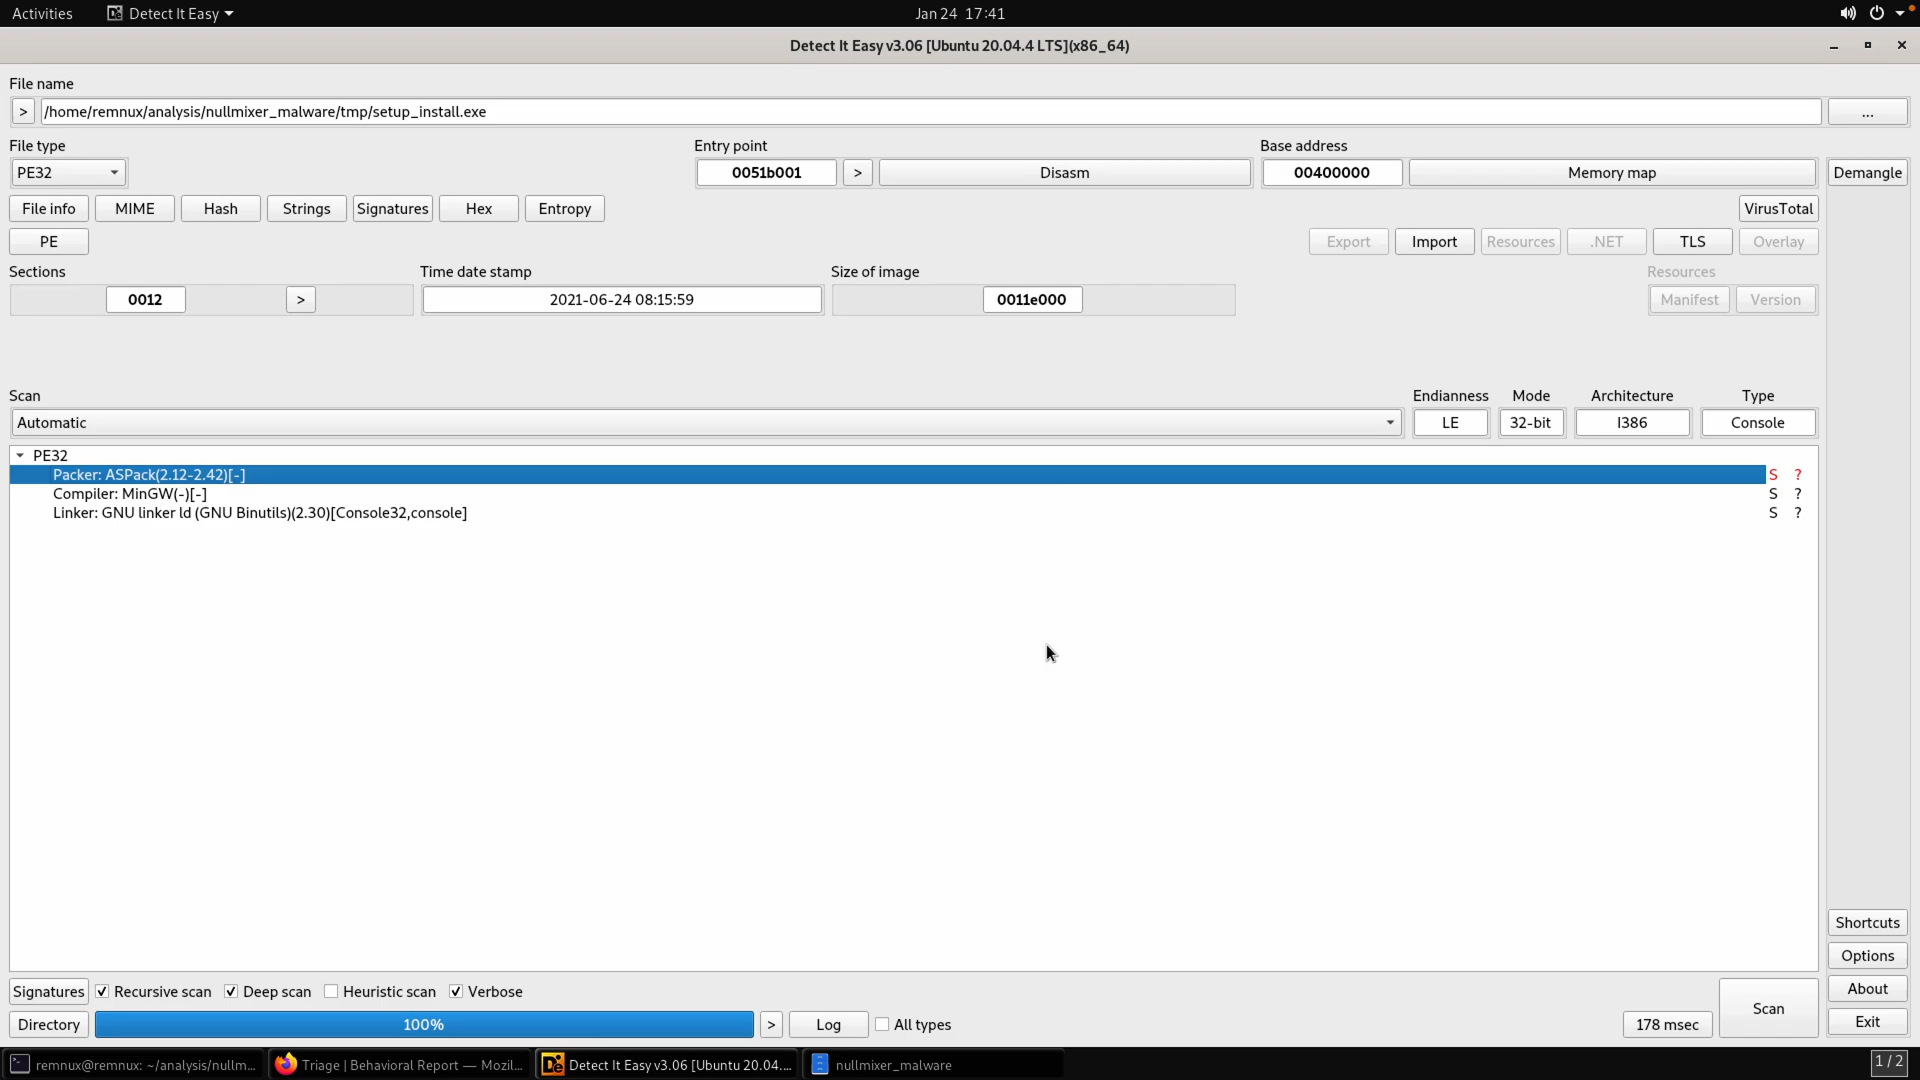 Activities Detect It Easy Jan 24 17:41
Detect It Easy v3.06 [Ubuntu 20.04.4 LTS](x86_64)
File name
> /home/remnux/analysis/nullmixer_malware/tmp/setup_install.exe ...
File type Entry point Base address
PE32 0051b001 > Disasm 00400000 Memory map Demangle
File info MIME Hash Strings Signatures Hex Entropy VirusTotal
PE Export Import Resources .NET TLS Overlay
Sections Time date stamp Size of image Resources
0012 > 2021-06-24 08:15:59 0011e000 Manifest Version
Scan Endianness Mode Architecture Type
Automatic LE 32-bit I386 Console
PE32
Packer: ASPack(2.12-2.42)[-] S ?
Compiler: MinGW(-)[-] S ?
Linker: GNU linker ld (GNU Binutils)(2.30)[Console32,console] S ?
Shortcuts
Options
Signatures Recursive scan Deep scan Heuristic scan Verbose
About
Scan
Directory 100% > Log All types 178 msec
Exit
remnux@remnux: ~/analysis/nullm... Triage | Behavioral Report — Mozil... Detect It Easy v3.06 [Ubuntu 20.04.... nullmixer_malware 1 / 2